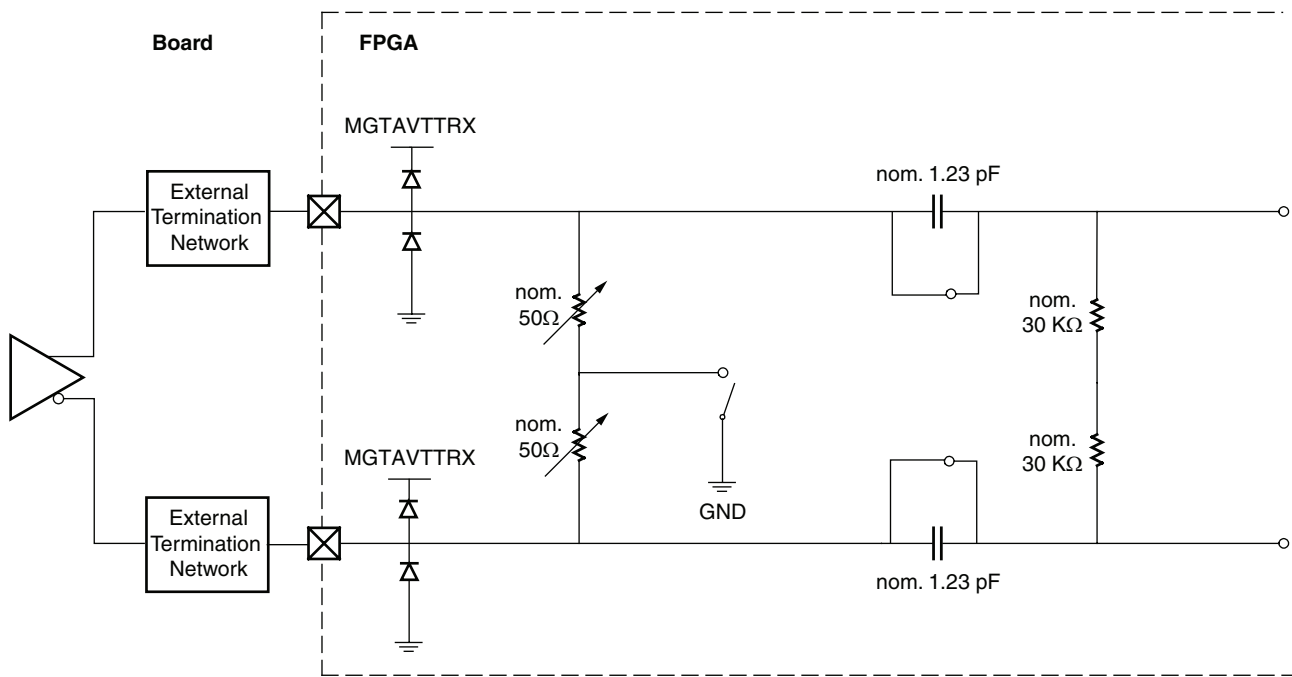 Board
FPGA
MGTAVTTRX
nom. 1.23 pF
External
Termination
Network
nom.
50Ω
nom.
30 KΩ
nom.
50Ω
nom.
30 KΩ
MGTAVTTRX
GND
External
Termination
Network
nom. 1.23 pF